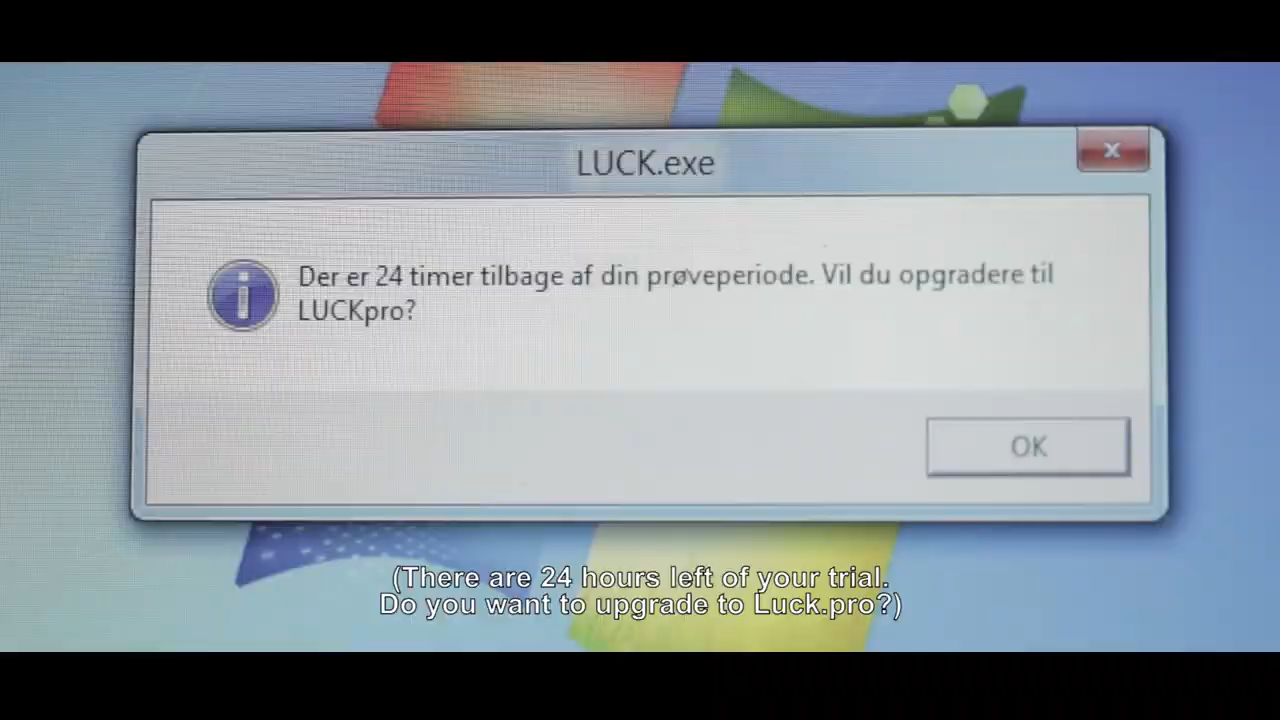 LUCK.exe
Der er 24 timer tilbage af din prøveperiode. Vil du opgradere til
LUCKpro?
OK
(There are 24 hours left of your trial.
Do you want to upgrade to Luck.pro?)